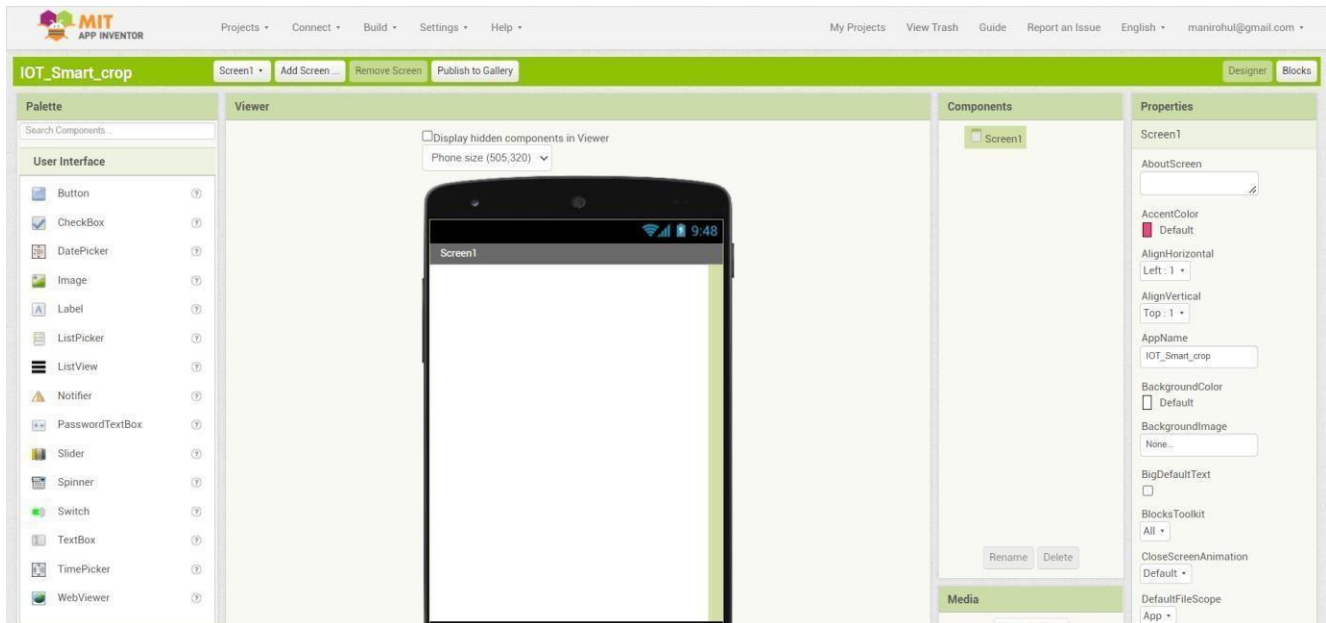 MIT
APP INVENTOR
Projects Connect Build Settings Help My Projects View Trash Guide Report an Issue English manirohul@gmail.com
IOT_Smart_crop Screen1 Add Screen ... Remove Screen Publish to Gallery Designer Blocks
Palette
Search Components...
User Interface
Button
CheckBox
DatePicker
Image
Label
ListPicker
ListView
Notifier
PasswordTextBox
Slider
Spinner
Switch
TextBox
TimePicker
WebViewer
Viewer
Display hidden components in Viewer
Phone size (505,320)
9:48
Screen1
Components
Screen1
Rename Delete
Media
Properties
Screen1
AboutScreen
AccentColor
Default
AlignHorizontal
Left : 1
AlignVertical
Top : 1
AppName
IOT_Smart_crop
BackgroundColor
Default
BackgroundImage
None...
BigDefaultText
BlocksToolkit
All
CloseScreenAnimation
Default
DefaultFileScope
App